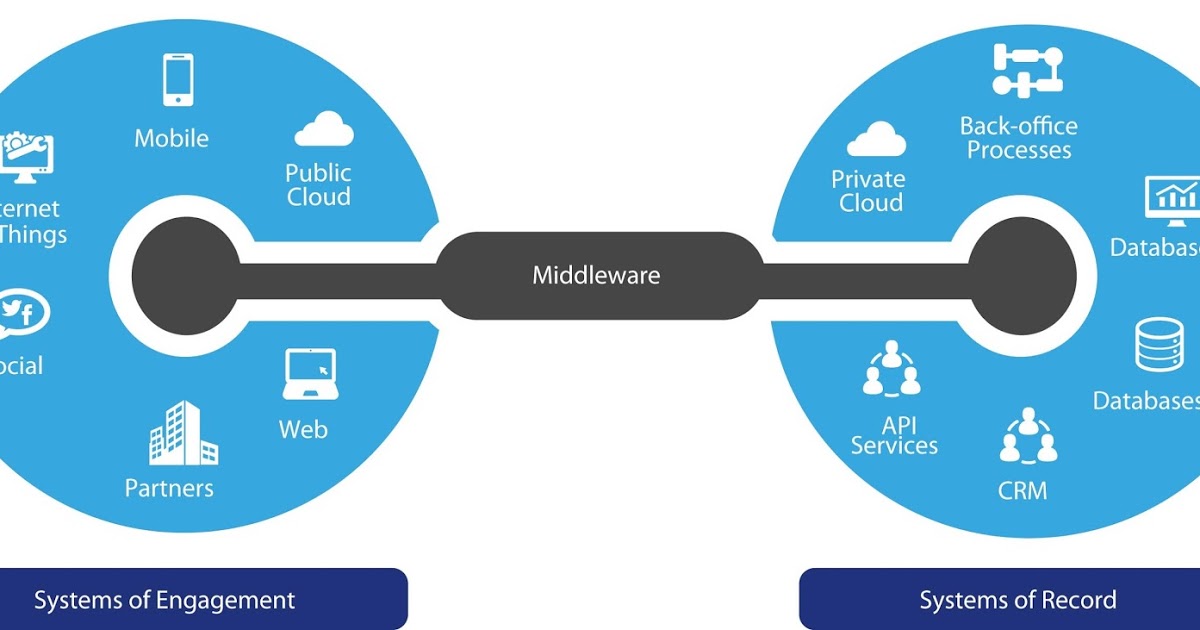 Mobile
Public
Cloud
ternet
Things
ocial
Web
Partners
Middleware
Back-office
Processes
Private
Cloud
Databas
Databases
API
Services
CRM
Systems of Engagement
Systems of Record